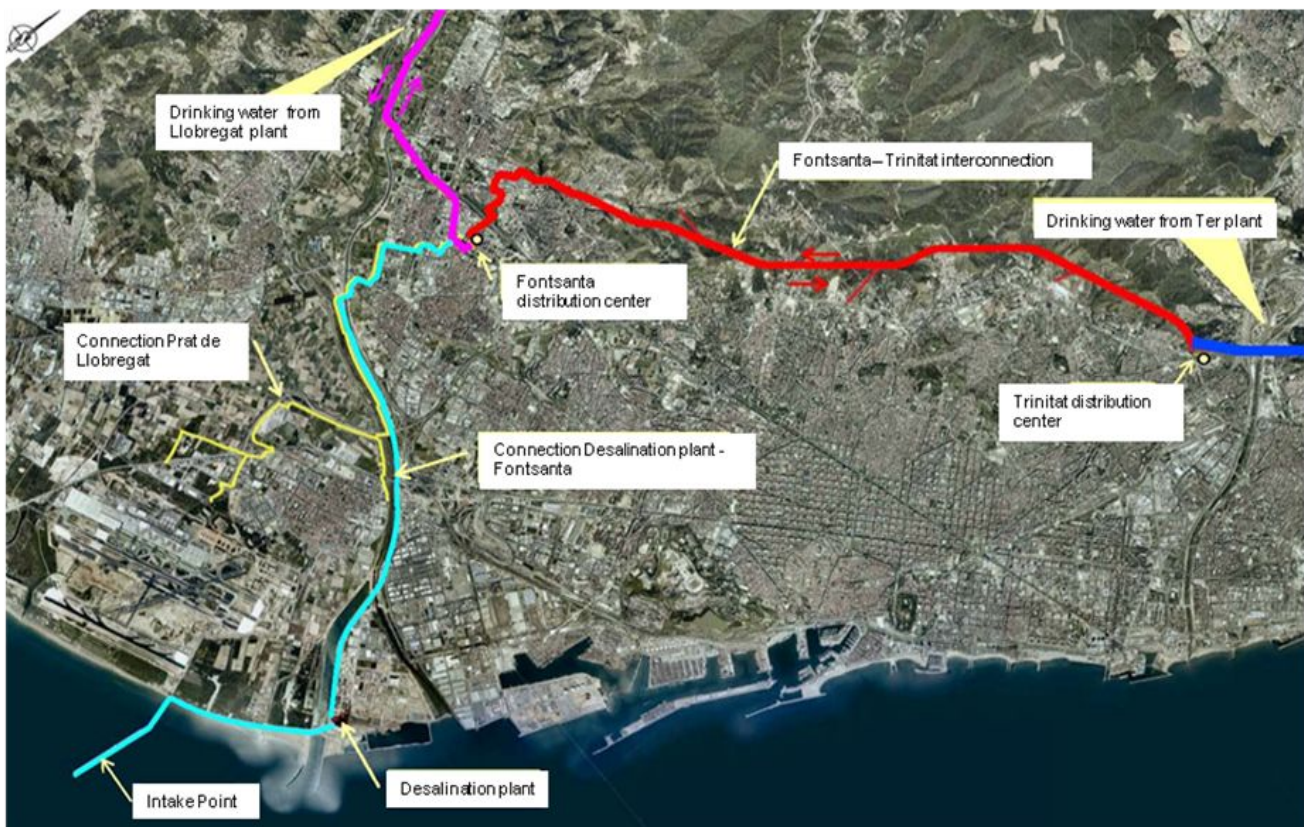 Drinking water from
Llobregat plant
Fontsanta – Trinitat interconnection
Drinking water from Ter plant
Fontsanta
distribution center
Connection Prat de
Llobregat
Trinitat distribution
center
Connection Desalination plant -
Fontsanta
Desalination plant
Intake Point